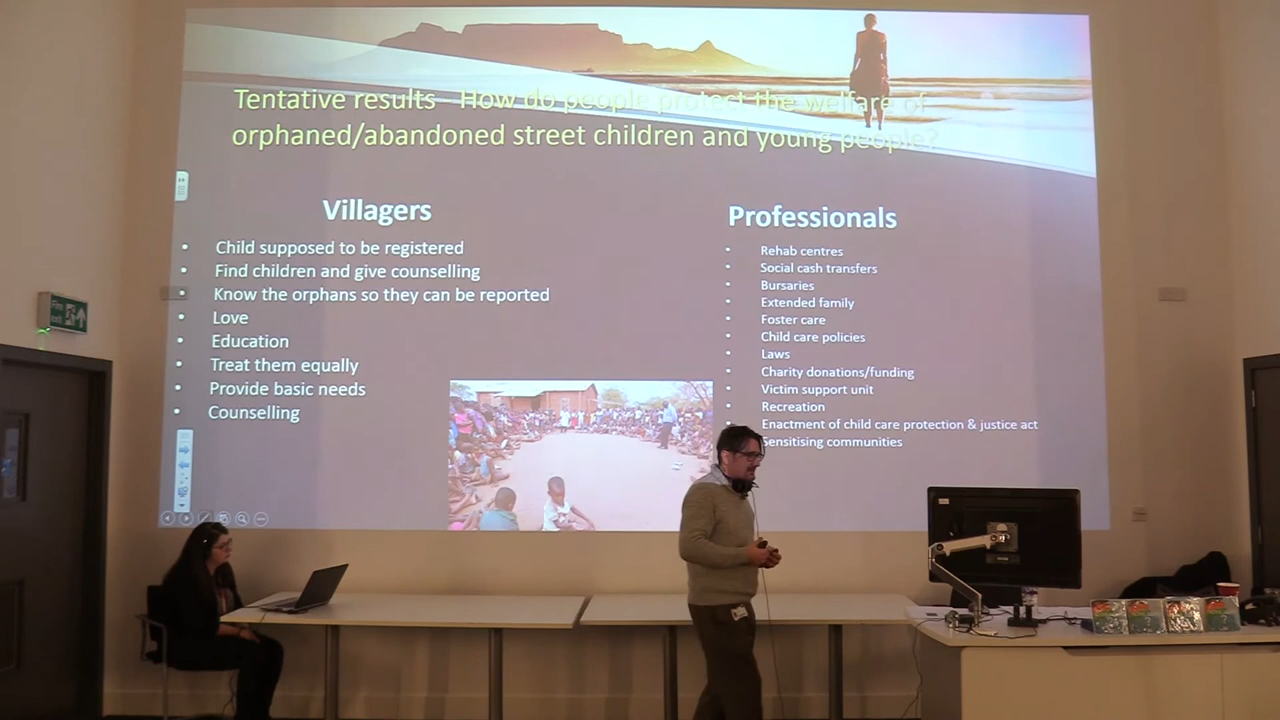 Tentative results - How do people protect the welfare of
orphaned/abandoned street children and young people?
Villagers
• Child supposed to be registered
• Find children and give counselling
• Know the orphans so they can be reported
• Love
• Education
• Treat them equally
• Provide basic needs
• Counselling
Professionals
• Rehab centres
• Social cash transfers
• Bursaries
• Extended family
• Foster care
• Child care policies
• Laws
• Charity donations/funding
• Victim support unit
• Recreation
• Enactment of child care protection & justice act
Sensitising communities